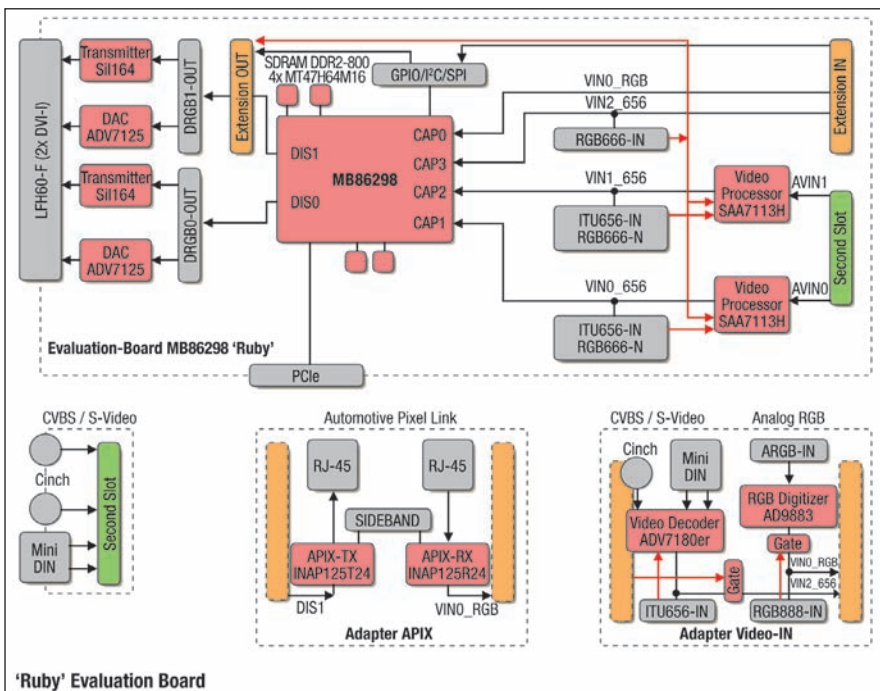 Transmitter
SiI164
DAC
ADV7125
Transmitter
SiI164
DAC
ADV7125
LFH60-F (2x DVI-I)
DRGB1-OUT
DRGB0-OUT
Extension OUT
SDRAM DDR2-800
4x MT47H64M16
GPIO/I²C/SPI
MB86298
DIS1
DIS0
CAP0
CAP3
CAP2
CAP1
VIN0_RGB
VIN2_656
RGB666-IN
VIN1_656
ITU656-IN
RGB666-N
VIN0_656
ITU656-IN
RGB666-N
Video
Processor
SAA7113H
Video
Processor
SAA7113H
AVIN1
AVIN0
Extension IN
Second Slot
Evaluation-Board MB86298 'Ruby'
PCIe
CVBS / S-Video
Cinch
Mini
DIN
Second Slot
Automotive Pixel Link
RJ-45
RJ-45
SIDEBAND
APIX-TX
INAP125T24
APIX-RX
INAP125R24
DIS1
VIN0_RGB
Adapter APIX
CVBS / S-Video
Analog RGB
Cinch
Mini
DIN
ARGB-IN
Video Decoder
ADV7180er
RGB Digitizer
AD9883
Gate
Gate
VIN0_RGB
VIN2_656
ITU656-IN
RGB888-IN
Adapter Video-IN
'Ruby' Evaluation Board